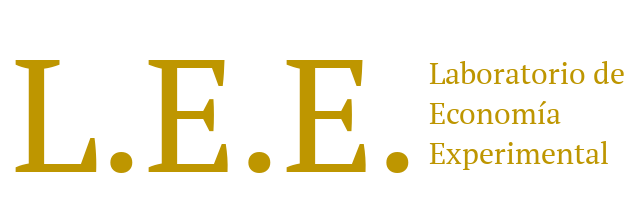 L.E.E.
Laboratorio de
Economía
Experimental